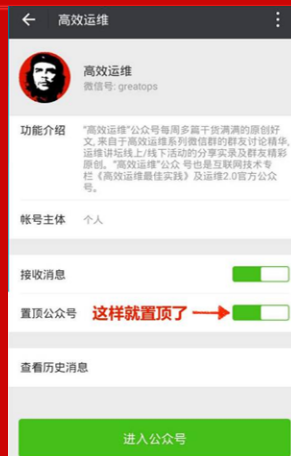 高效运维
高效运维
微信号: greatops
功能介绍
"高效运维"公众号每周多篇干货满满的原创好
文, 来自于高效运维系列微信群的群友讨论精华,
运维讲坛线上/线下活动的分享实录及群友精彩
原创。"高效运维"公众 号也是互联网技术专
栏《高效运维最佳实践》及运维2.0官方公众
号。
帐号主体 个人
接收消息
置顶公众号 这样就置顶了
查看历史消息
进入公众号